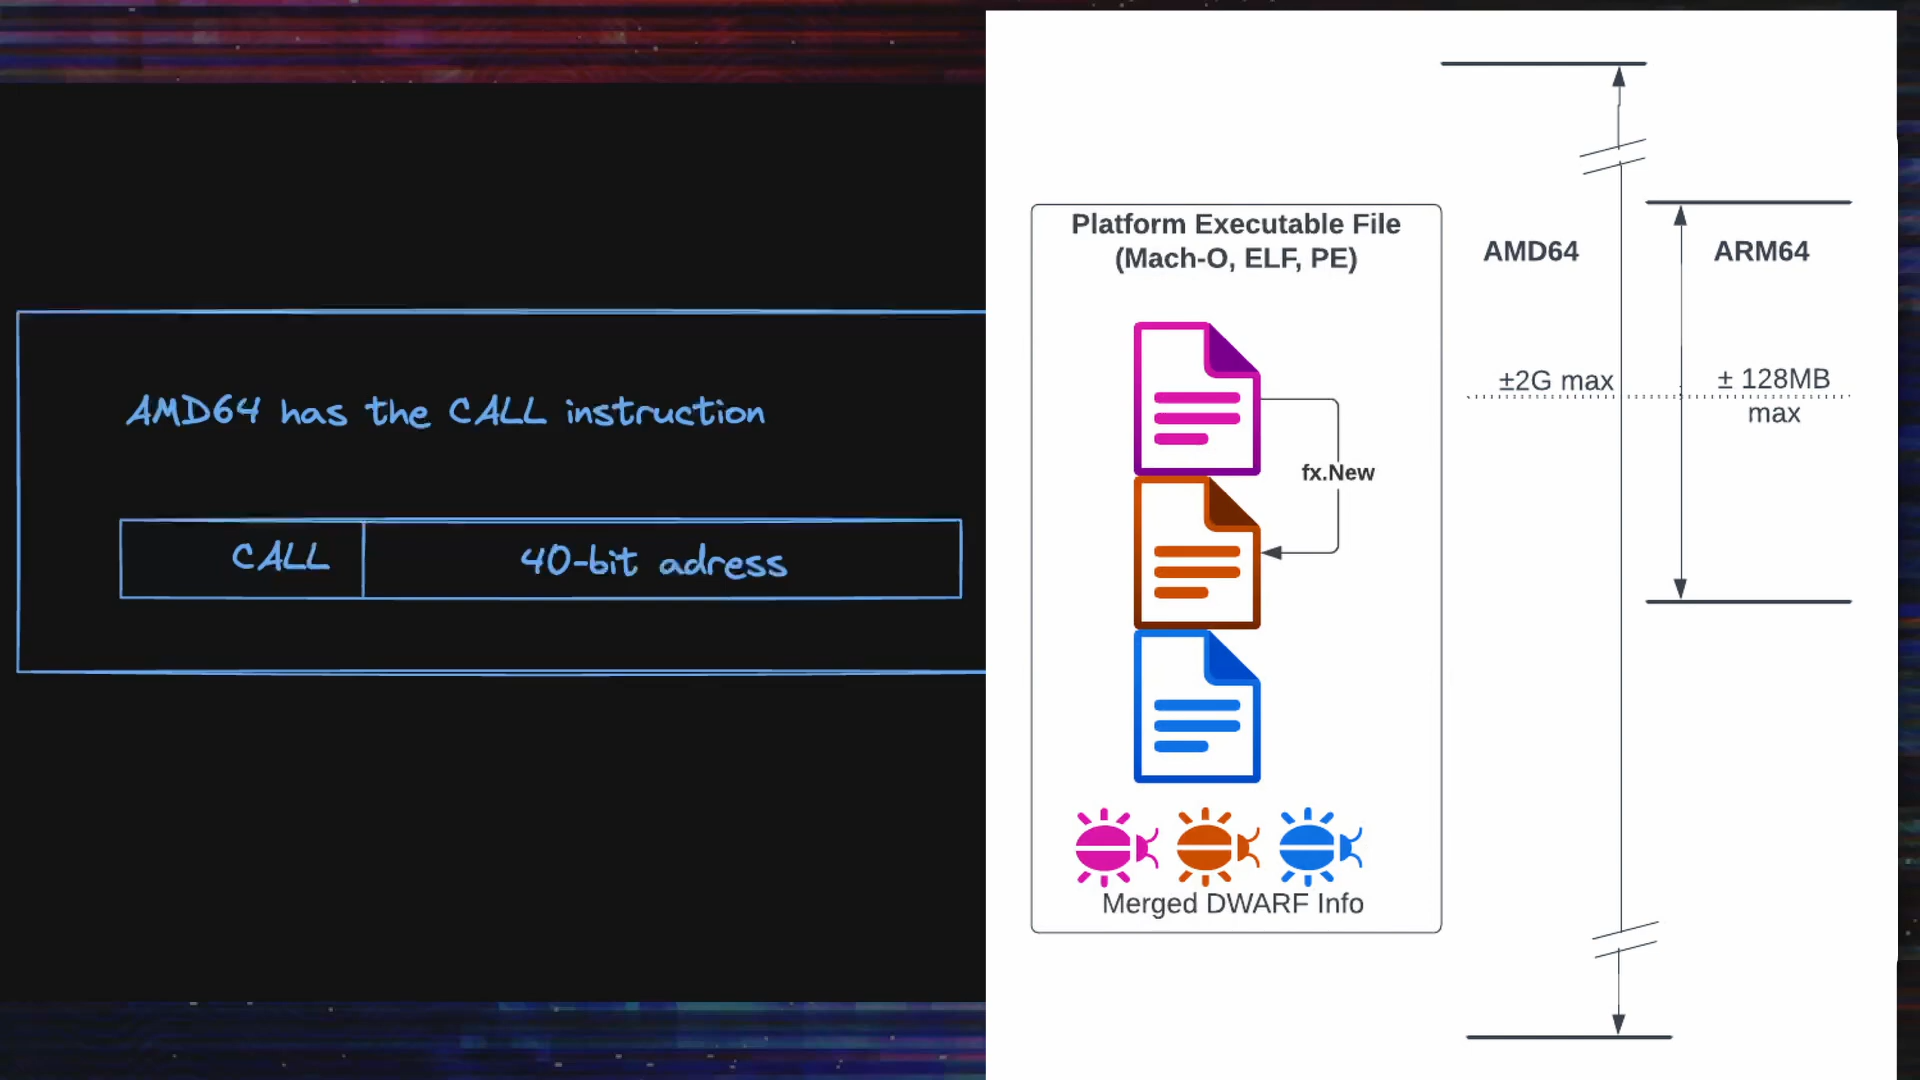 AMD64 has the CALL instruction
CALL
40-bit adress
Platform Executable File
(Mach-O, ELF, PE)
fx.New
Merged DWARF Info
AMD64
±2G max
ARM64
± 128MB
max